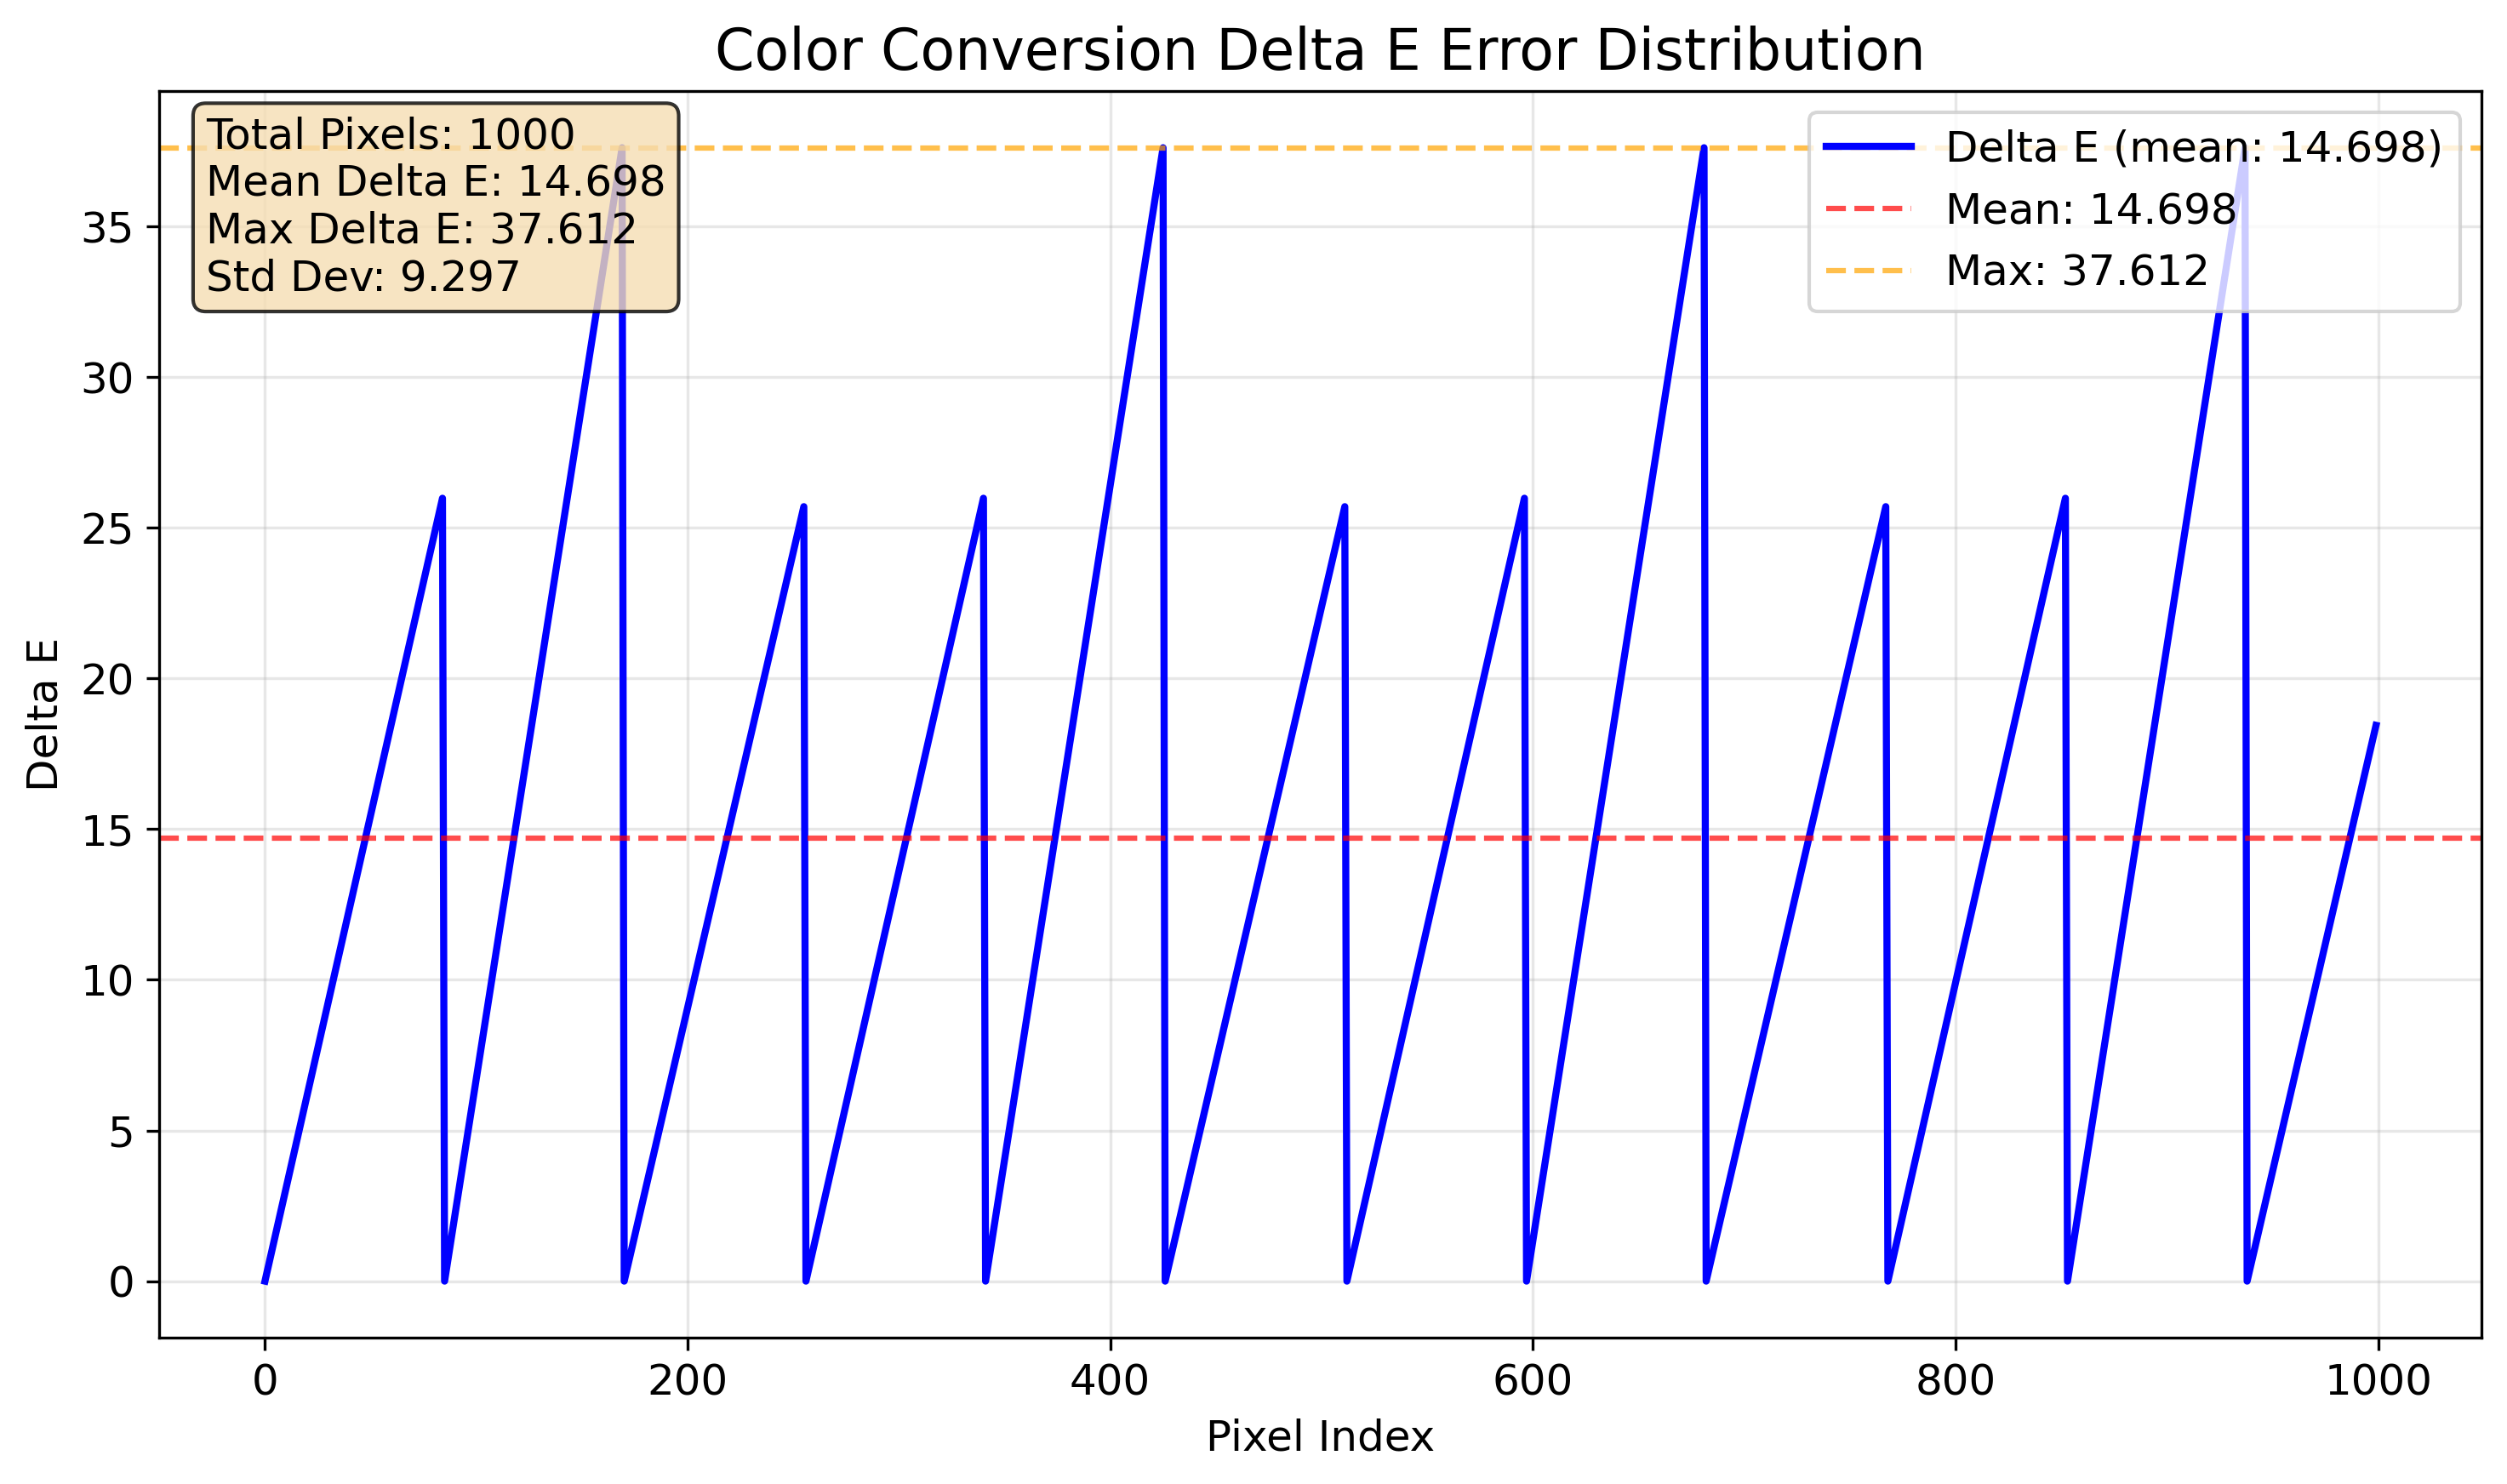 Color Conversion Delta E Error Distribution
Total Pixels: 1000
Mean Delta E: 14.698
Max Delta E: 37.612
Std Dev: 9.297
Delta E (mean: 14.698)
Mean: 14.698
Max: 37.612
Delta E
35
30
25
20
15
10
5
0
0 200 400 600 800 1000
Pixel Index